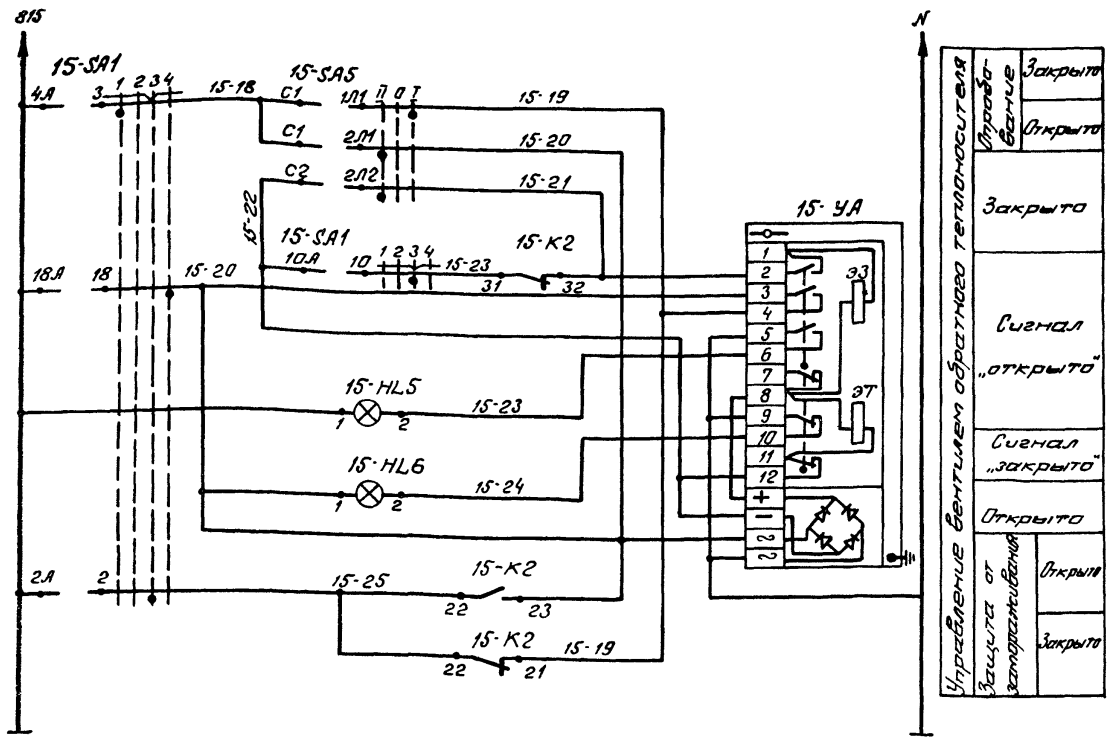 815
N
15-SA1
1 2 3 4
4А
3
15-18
15-SA5
С1
1Л1
П О Т
15-19
С1
2Л1
15-20
С2
2Л2
15-21
15-22
15-SA1
10А
10
1 2 3 4
15-23
15-К2
31
32
18А
18
15-20
15-HL5
1
2
15-23
15-HL6
1
2
15-24
2А
2
15-25
15-К2
22
23
15-К2
22
21
15-19
15-УА
1
2
3
4
5
6
7
8
9
10
11
12
+
−
~
~
ЭЗ
ЭТ
Управление вентилем обратного теплоносителя
Опробо-
вание
Закрыто
Открыто
Закрыто
Сигнал
„открыто"
Сигнал
„закрыто"
Открыто
Защита от
замораживания
Открыто
Закрыто